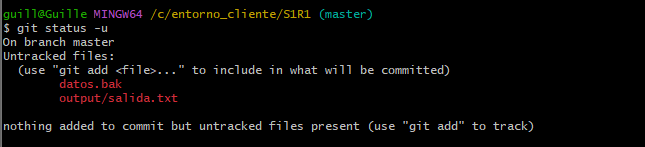 guill@Guille MINGW64 /c/entorno_cliente/S1R1 (master)
$ git status -u
On branch master
Untracked files:
  (use "git add <file>..." to include in what will be committed)
        datos.bak
        output/salida.txt

nothing added to commit but untracked files present (use "git add" to track)